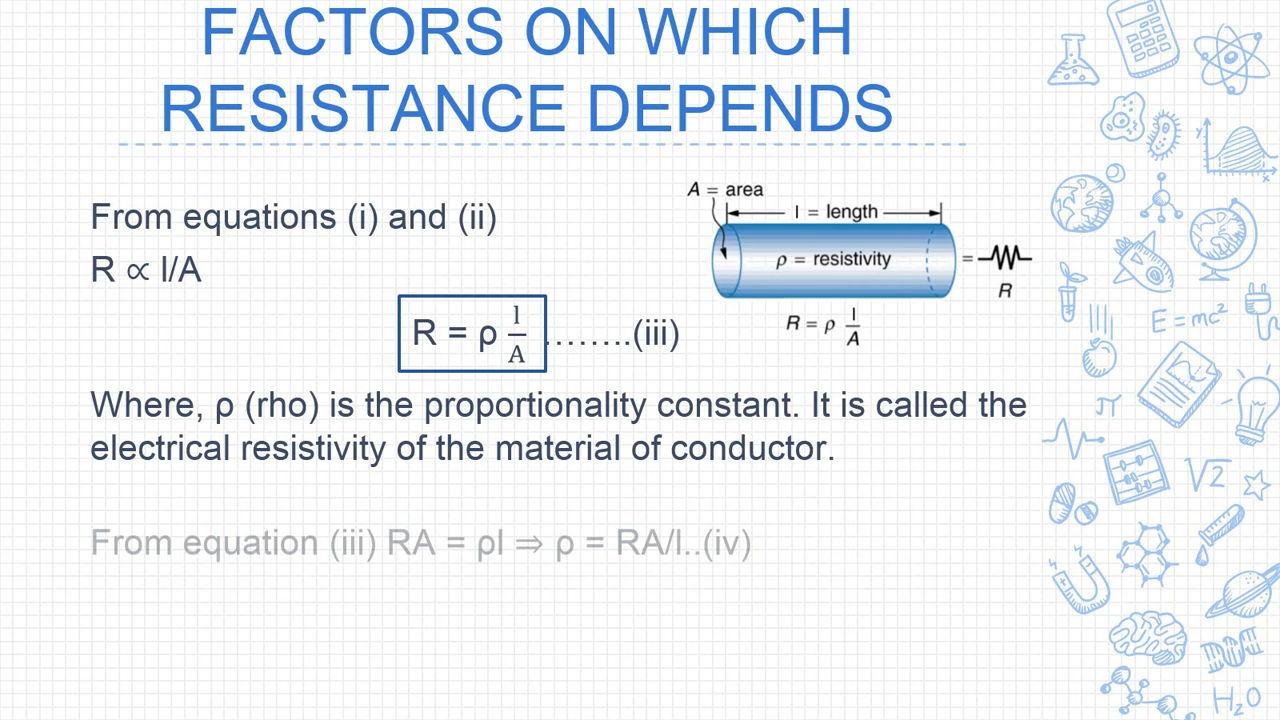 FACTORS ON WHICH
RESISTANCE DEPENDS
From equations (i) and (ii)
R ∝ l/A
R = ρ l/A ……..(iii)
A = area
l = length
ρ = resistivity
=
R
R = ρ l/A
Where, ρ (rho) is the proportionality constant. It is called the
electrical resistivity of the material of conductor.
From equation (iii) RA = ρl ⇒ ρ = RA/l..(iv)
y
x
E=mc²
π
√2
H₂O